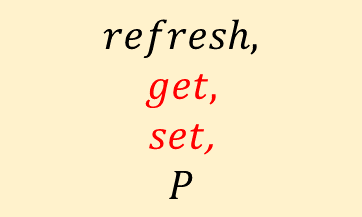 refresh,
get,
set,
P